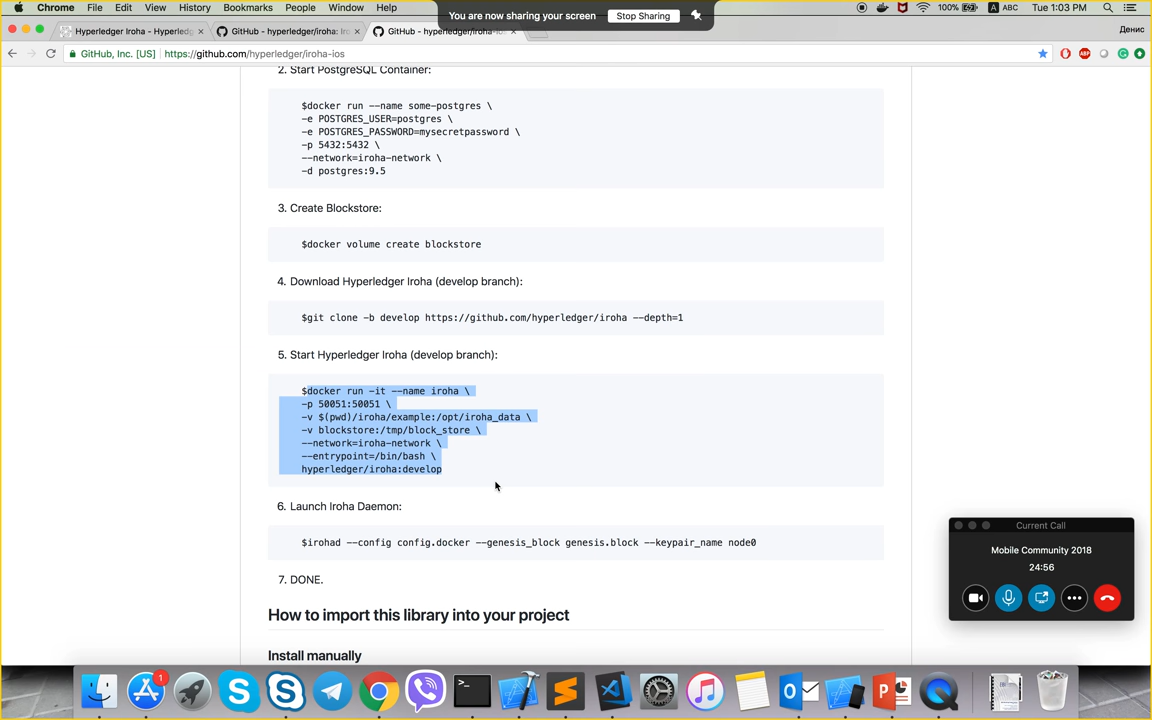 Chrome File Edit View History Bookmarks People Window Help
You are now sharing your screen Stop Sharing
100% A ABC Tue 1:03 PM
Hyperledger Iroha - Hyperledg
GitHub - hyperledger/iroha: Ir
GitHub - hyperledger/iroha-ios
Денис
GitHub, Inc. [US] https://github.com/hyperledger/iroha-ios
ABP
2. Start PostgreSQL Container:
$docker run --name some-postgres \
-e POSTGRES_USER=postgres \
-e POSTGRES_PASSWORD=mysecretpassword \
-p 5432:5432 \
--network=iroha-network \
-d postgres:9.5
3. Create Blockstore:
$docker volume create blockstore
4. Download Hyperledger Iroha (develop branch):
$git clone -b develop https://github.com/hyperledger/iroha --depth=1
5. Start Hyperledger Iroha (develop branch):
$docker run -it --name iroha \
-p 50051:50051 \
-v $(pwd)/iroha/example:/opt/iroha_data \
-v blockstore:/tmp/block_store \
--network=iroha-network \
--entrypoint=/bin/bash \
hyperledger/iroha:develop
6. Launch Iroha Daemon:
$irohad --config config.docker --genesis_block genesis.block --keypair_name node0
7. DONE.
How to import this library into your project
Install manually
Current Call
Mobile Community 2018
24:56
1